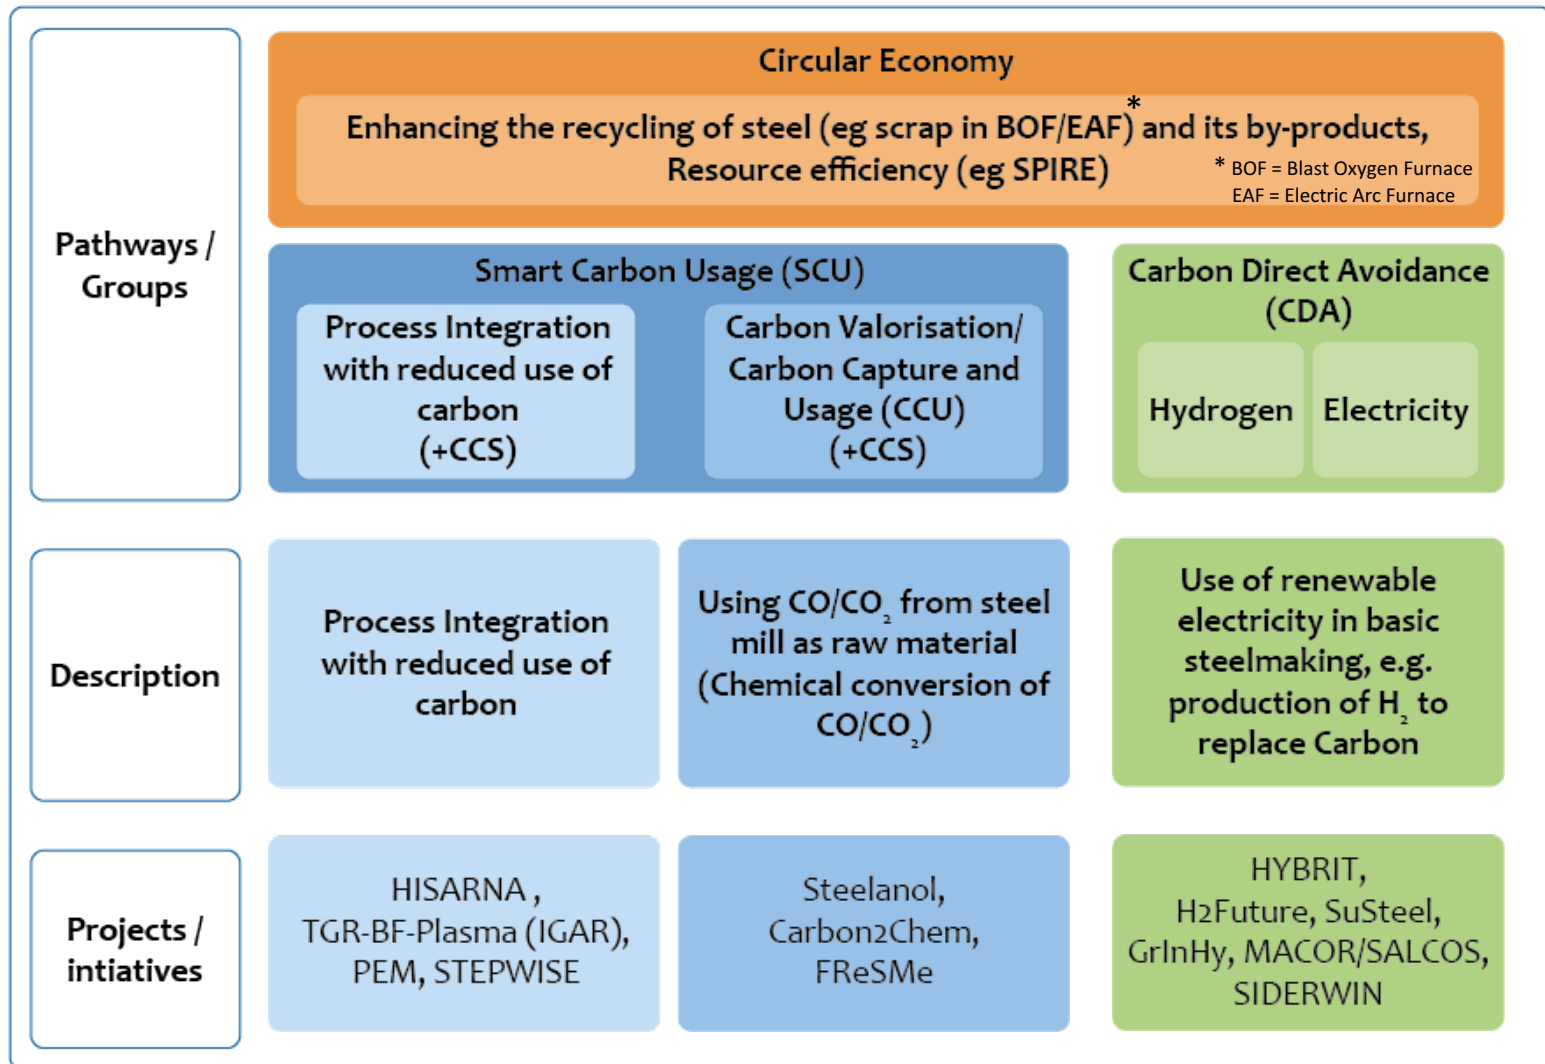 Circular Economy
Enhancing the recycling of steel (eg scrap in BOF/EAF)* and its by-products,
Resource efficiency (eg SPIRE)
* BOF = Blast Oxygen Furnace
EAF = Electric Arc Furnace
Pathways /
Groups
Smart Carbon Usage (SCU)
Process Integration
with reduced use of
carbon
(+CCS)
Carbon Valorisation/
Carbon Capture and
Usage (CCU)
(+CCS)
Carbon Direct Avoidance
(CDA)
Hydrogen
Electricity
Description
Process Integration
with reduced use of
carbon
Using CO/CO₂ from steel
mill as raw material
(Chemical conversion of
CO/CO₂)
Use of renewable
electricity in basic
steelmaking, e.g.
production of H₂ to
replace Carbon
Projects /
intiatives
HISARNA ,
TGR-BF-Plasma (IGAR),
PEM, STEPWISE
Steelanol,
Carbon2Chem,
FReSMe
HYBRIT,
H2Future, SuSteel,
GrInHy, MACOR/SALCOS,
SIDERWIN